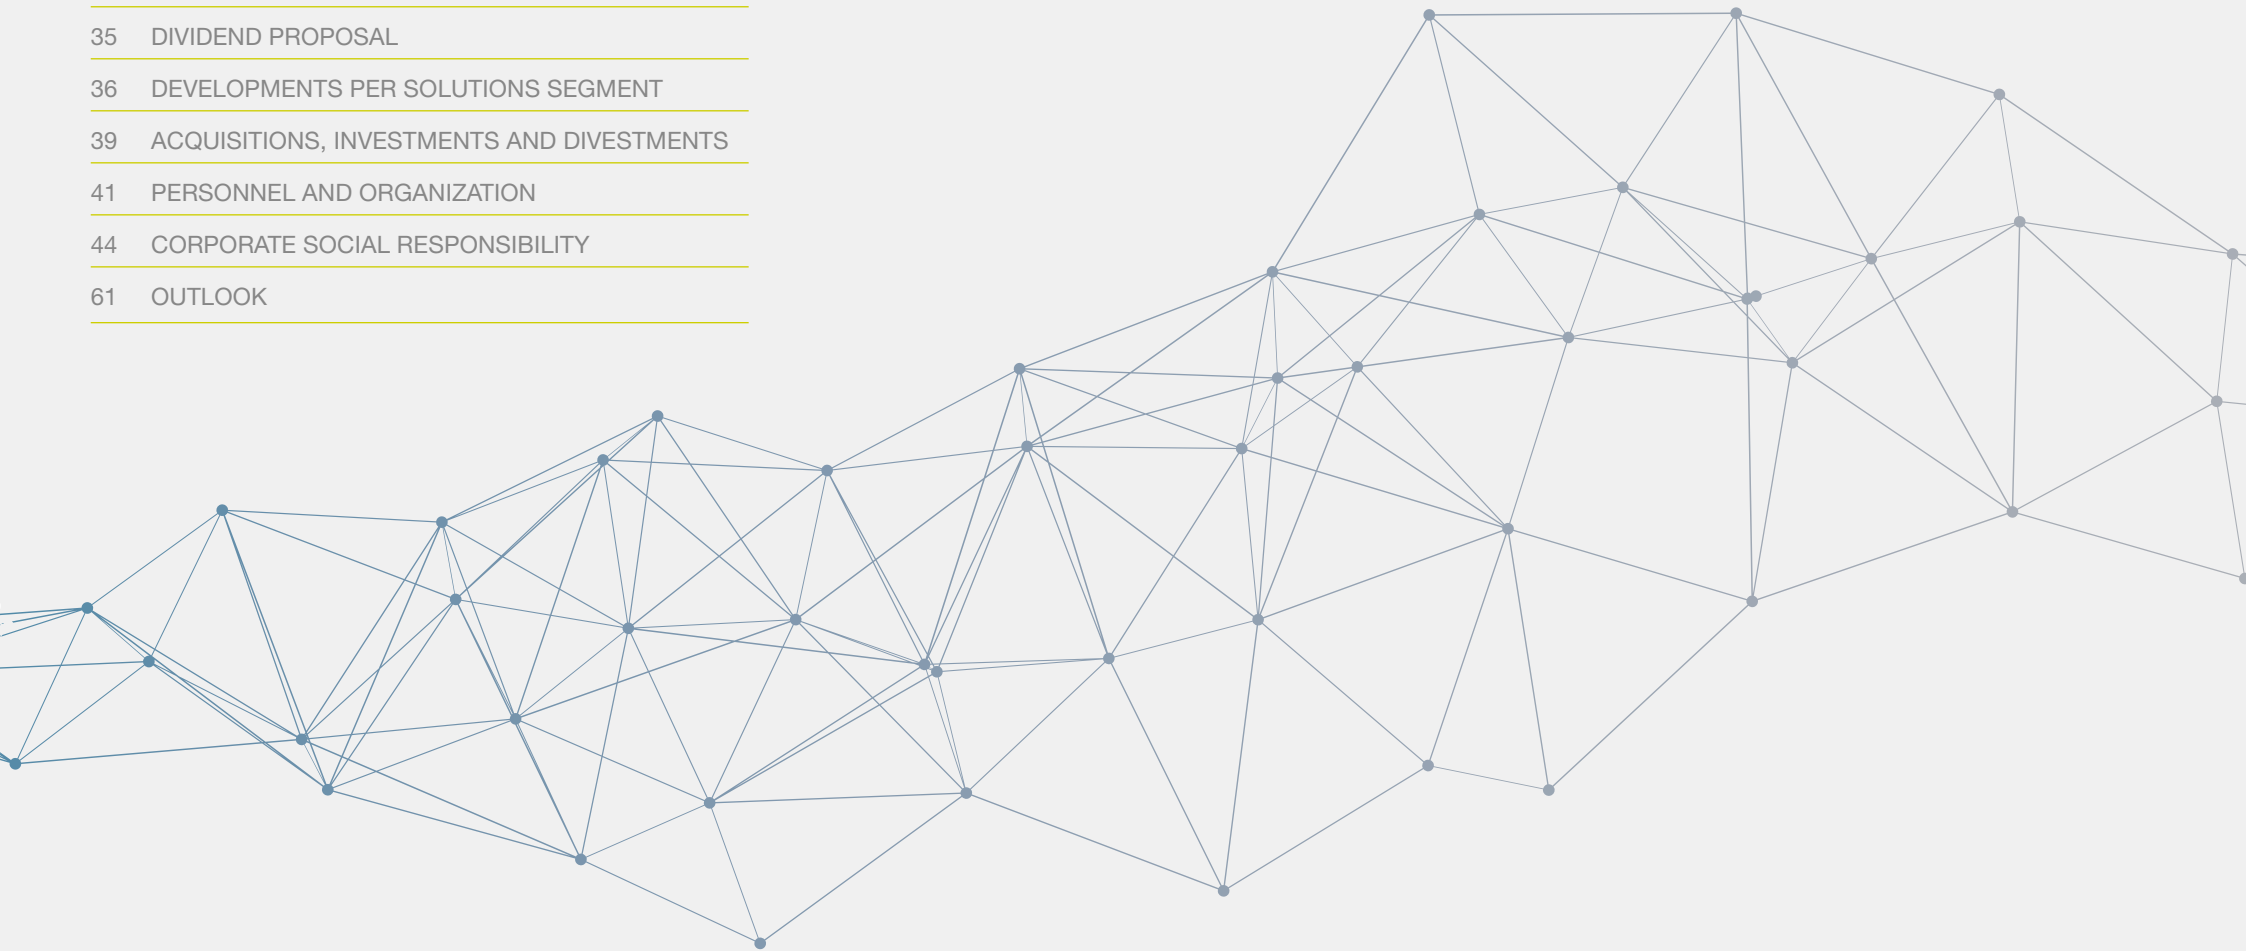 35 DIVIDEND PROPOSAL
36 DEVELOPMENTS PER SOLUTIONS SEGMENT
39 ACQUISITIONS, INVESTMENTS AND DIVESTMENTS
41 PERSONNEL AND ORGANIZATION
44 CORPORATE SOCIAL RESPONSIBILITY
61 OUTLOOK